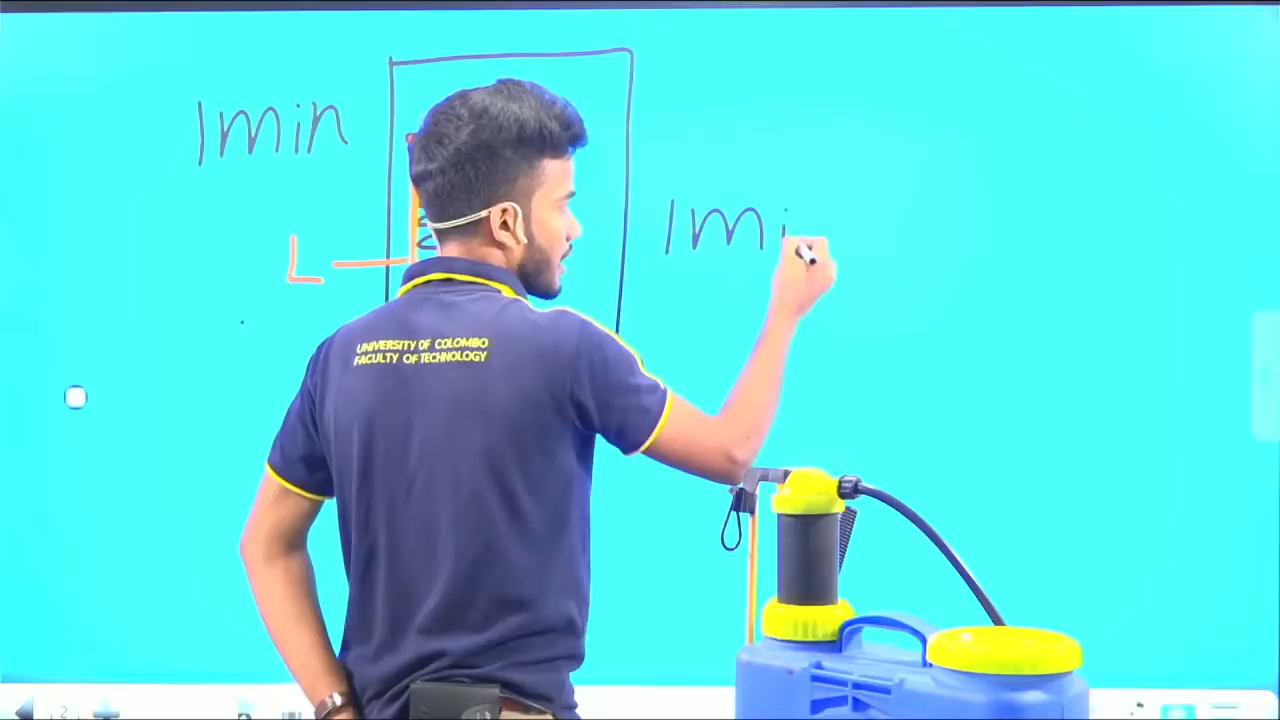 1min
L
1mi
UNIVERSITY OF COLOMBO
FACULTY OF TECHNOLOGY